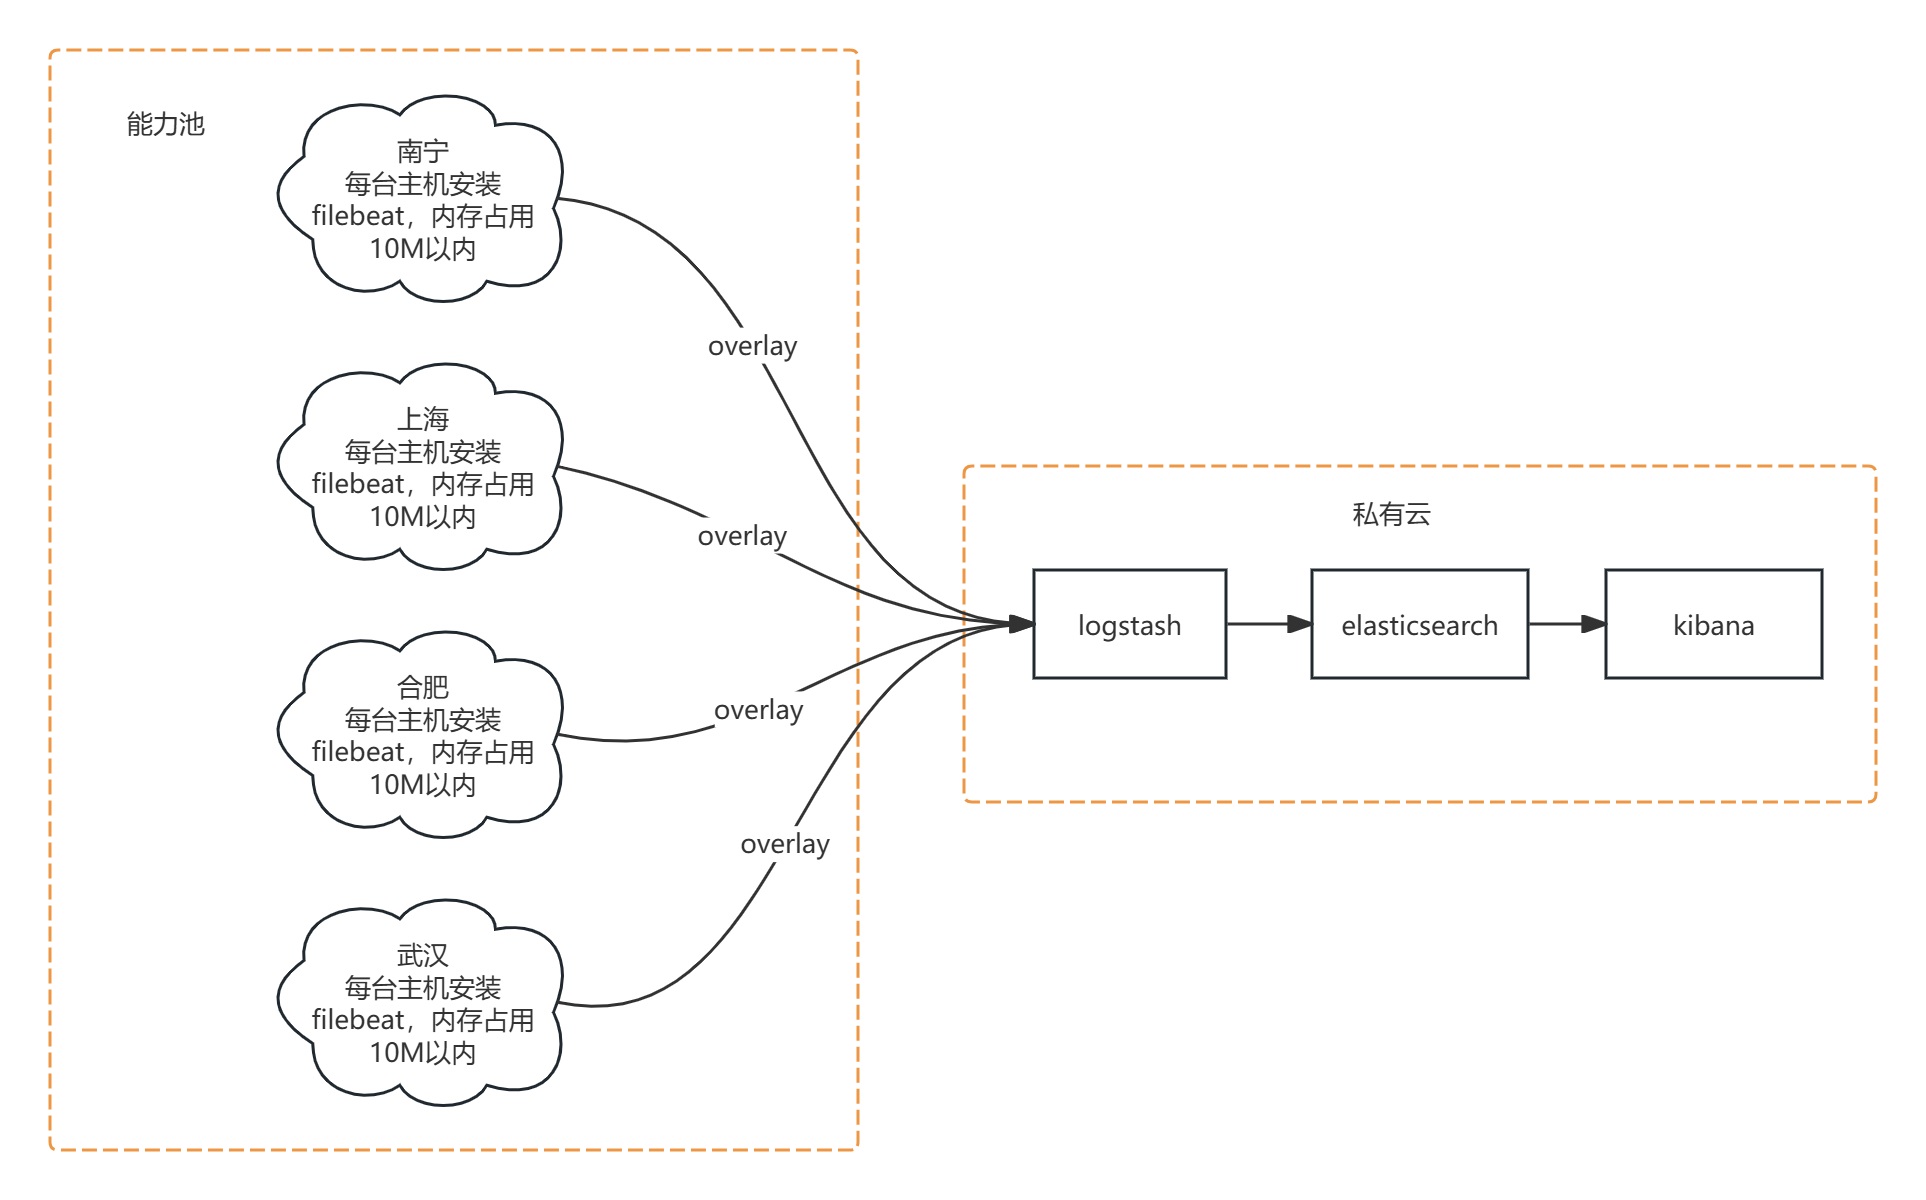 能力池
南宁
每台主机安装
filebeat，内存占用
10M以内
overlay
上海
每台主机安装
filebeat，内存占用
10M以内
overlay
合肥
每台主机安装
filebeat，内存占用
10M以内
overlay
武汉
每台主机安装
filebeat，内存占用
10M以内
overlay
私有云
logstash
elasticsearch
kibana